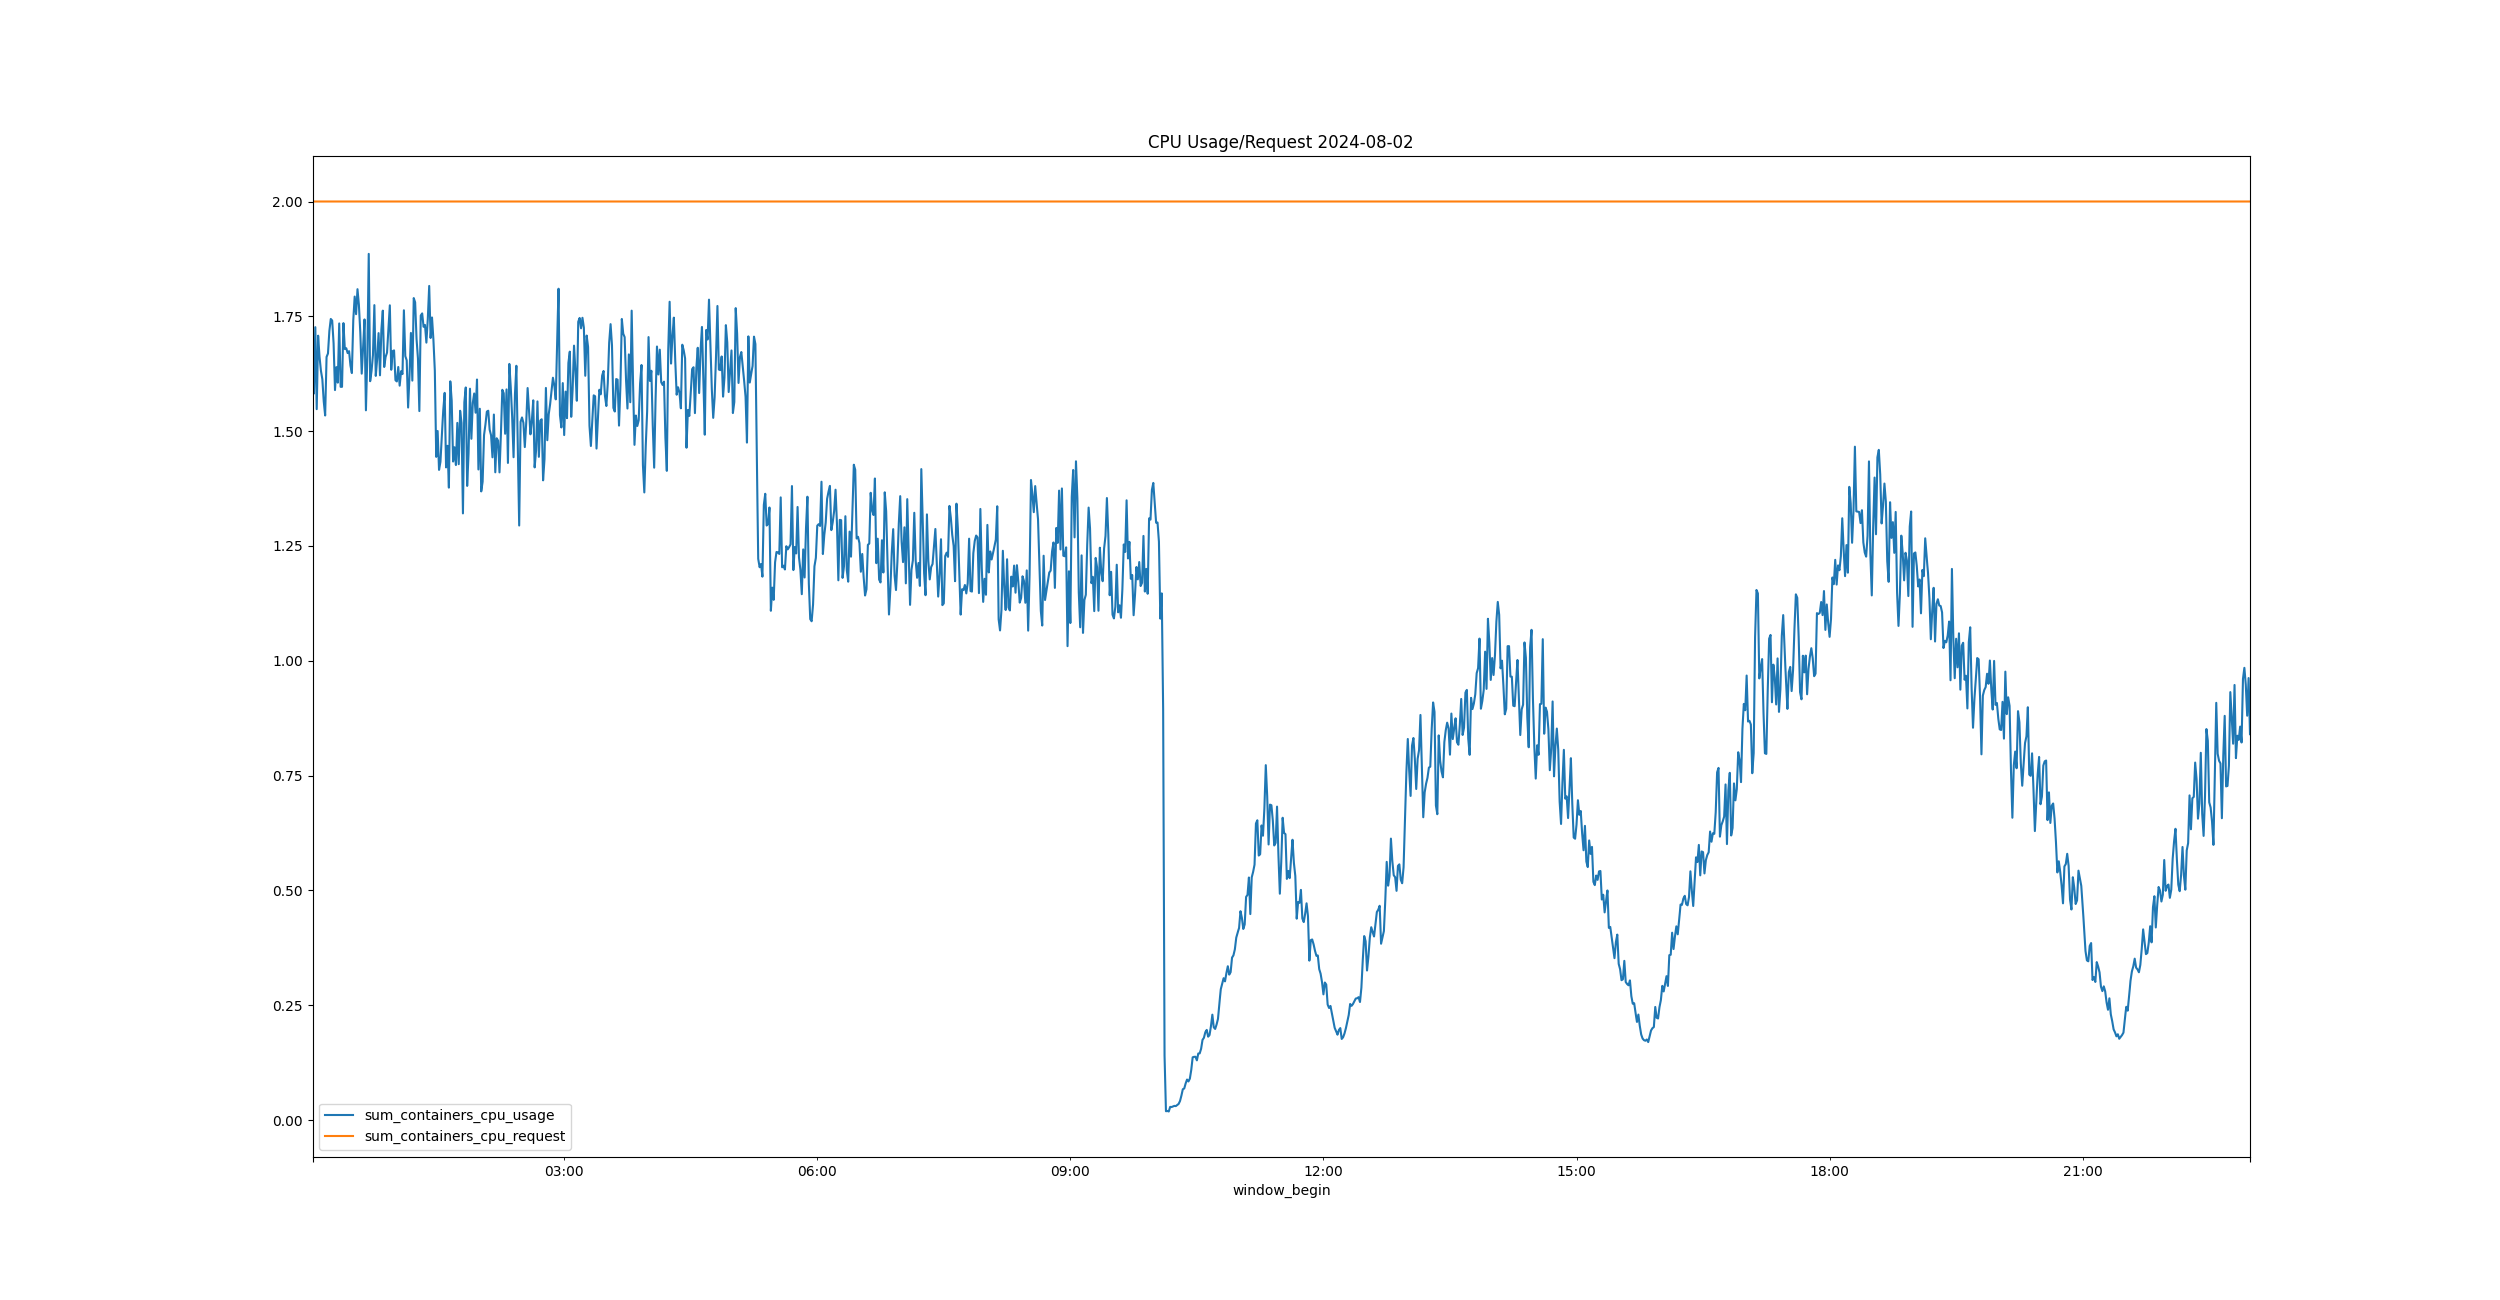 CPU Usage/Request 2024-08-02
2.00
1.75
1.50
1.25
1.00
0.75
0.50
0.25
0.00
sum_containers_cpu_usage
sum_containers_cpu_request
03:00 06:00 09:00 12:00 15:00 18:00 21:00
window_begin